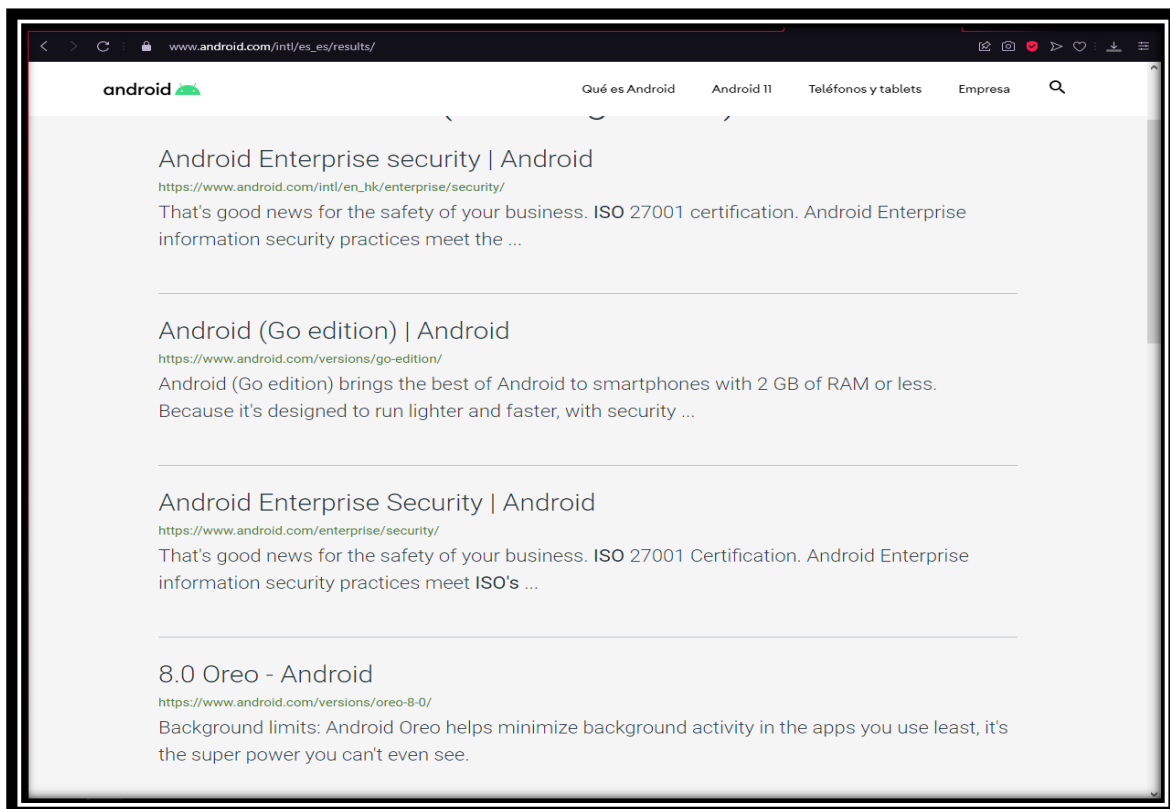 www.android.com/intl/es_es/results/
android
Qué es Android
Android 11
Teléfonos y tablets
Empresa
Android Enterprise security | Android
https://www.android.com/intl/en_hk/enterprise/security/
That's good news for the safety of your business. ISO 27001 certification. Android Enterprise
information security practices meet the ...
Android (Go edition) | Android
https://www.android.com/versions/go-edition/
Android (Go edition) brings the best of Android to smartphones with 2 GB of RAM or less.
Because it's designed to run lighter and faster, with security ...
Android Enterprise Security | Android
https://www.android.com/enterprise/security/
That's good news for the safety of your business. ISO 27001 Certification. Android Enterprise
information security practices meet ISO's ...
8.0 Oreo - Android
https://www.android.com/versions/oreo-8-0/
Background limits: Android Oreo helps minimize background activity in the apps you use least, it's
the super power you can't even see.